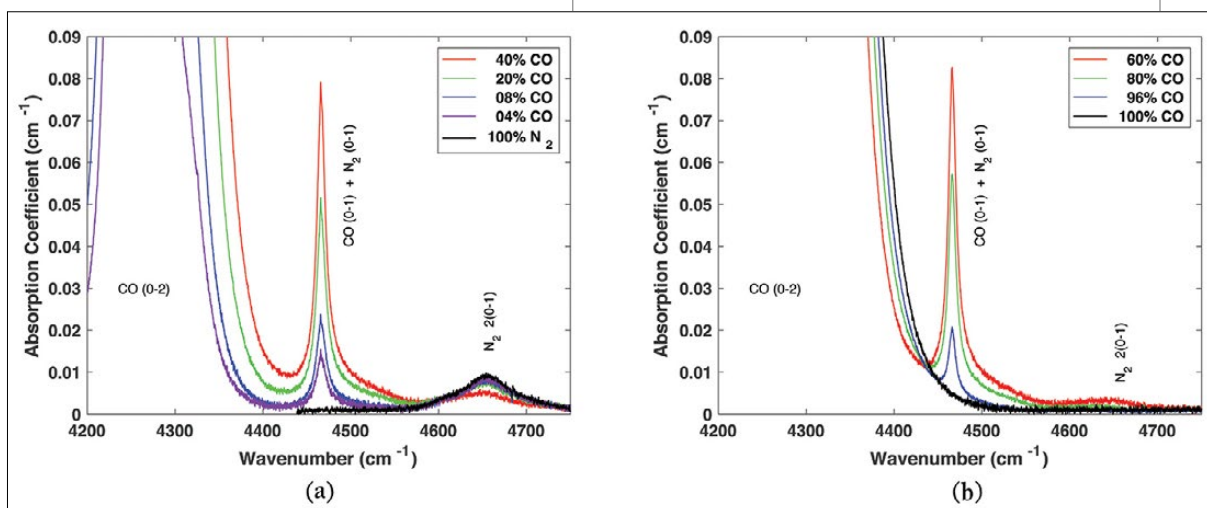 0.09
0.08
0.07
0.06
0.05
0.04
0.03
0.02
0.01
0
Absorption Coefficient (cm -1)
40% CO
20% CO
08% CO
04% CO
100% N 2
CO (0-1) + N2 (0-1)
CO (0-2)
N2 2(0-1)
4200 4300 4400 4500 4600 4700
Wavenumber (cm -1)
(a)
0.09
0.08
0.07
0.06
0.05
0.04
0.03
0.02
0.01
0
Absorption Coefficient (cm -1)
60% CO
80% CO
96% CO
100% CO
CO (0-1) + N2 (0-1)
CO (0-2)
N2 2(0-1)
4200 4300 4400 4500 4600 4700
Wavenumber (cm -1)
(b)